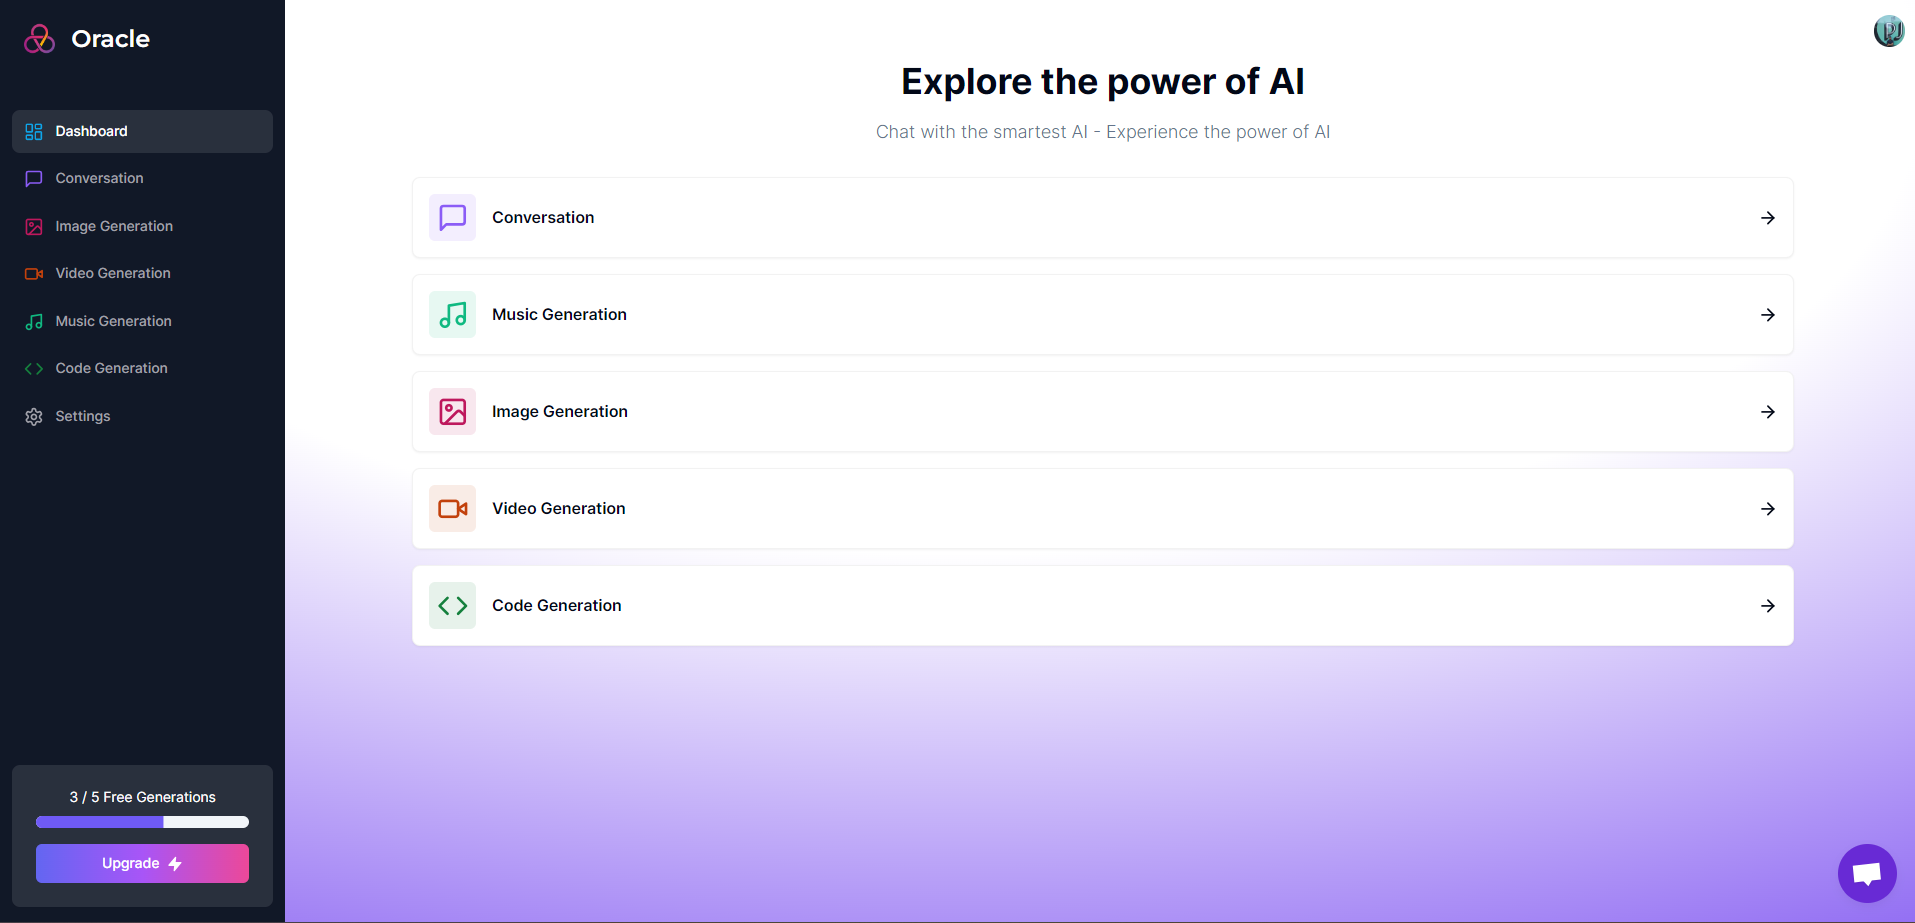 Oracle
Dashboard
Conversation
Image Generation
Video Generation
Music Generation
Code Generation
Settings
3 / 5 Free Generations
Upgrade
Explore the power of AI
Chat with the smartest AI - Experience the power of AI
Conversation
Music Generation
Image Generation
Video Generation
Code Generation